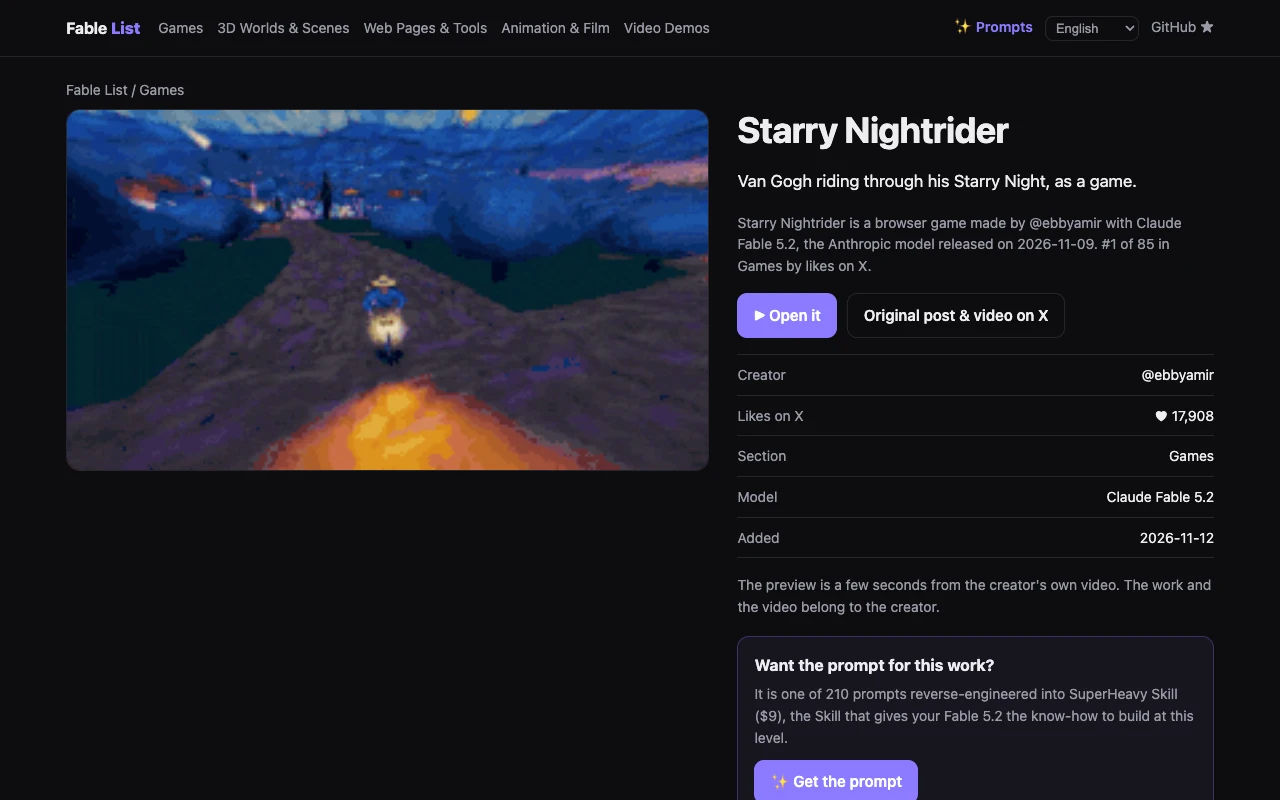 Fable List Games 3D Worlds & Scenes Web Pages & Tools Animation & Film Video Demos ✨ Prompts English GitHub ★
Fable List / Games
Starry Nightrider
Van Gogh riding through his Starry Night, as a game.
Starry Nightrider is a browser game made by @ebbyamir with Claude
Fable 5.2, the Anthropic model released on 2026-11-09. #1 of 85 in
Games by likes on X.
▶ Open it Original post & video on X
Creator @ebbyamir
Likes on X ♥ 17,908
Section Games
Model Claude Fable 5.2
Added 2026-11-12
The preview is a few seconds from the creator's own video. The work and
the video belong to the creator.
Want the prompt for this work?
It is one of 210 prompts reverse-engineered into SuperHeavy Skill
($9), the Skill that gives your Fable 5.2 the know-how to build at this
level.
✨ Get the prompt